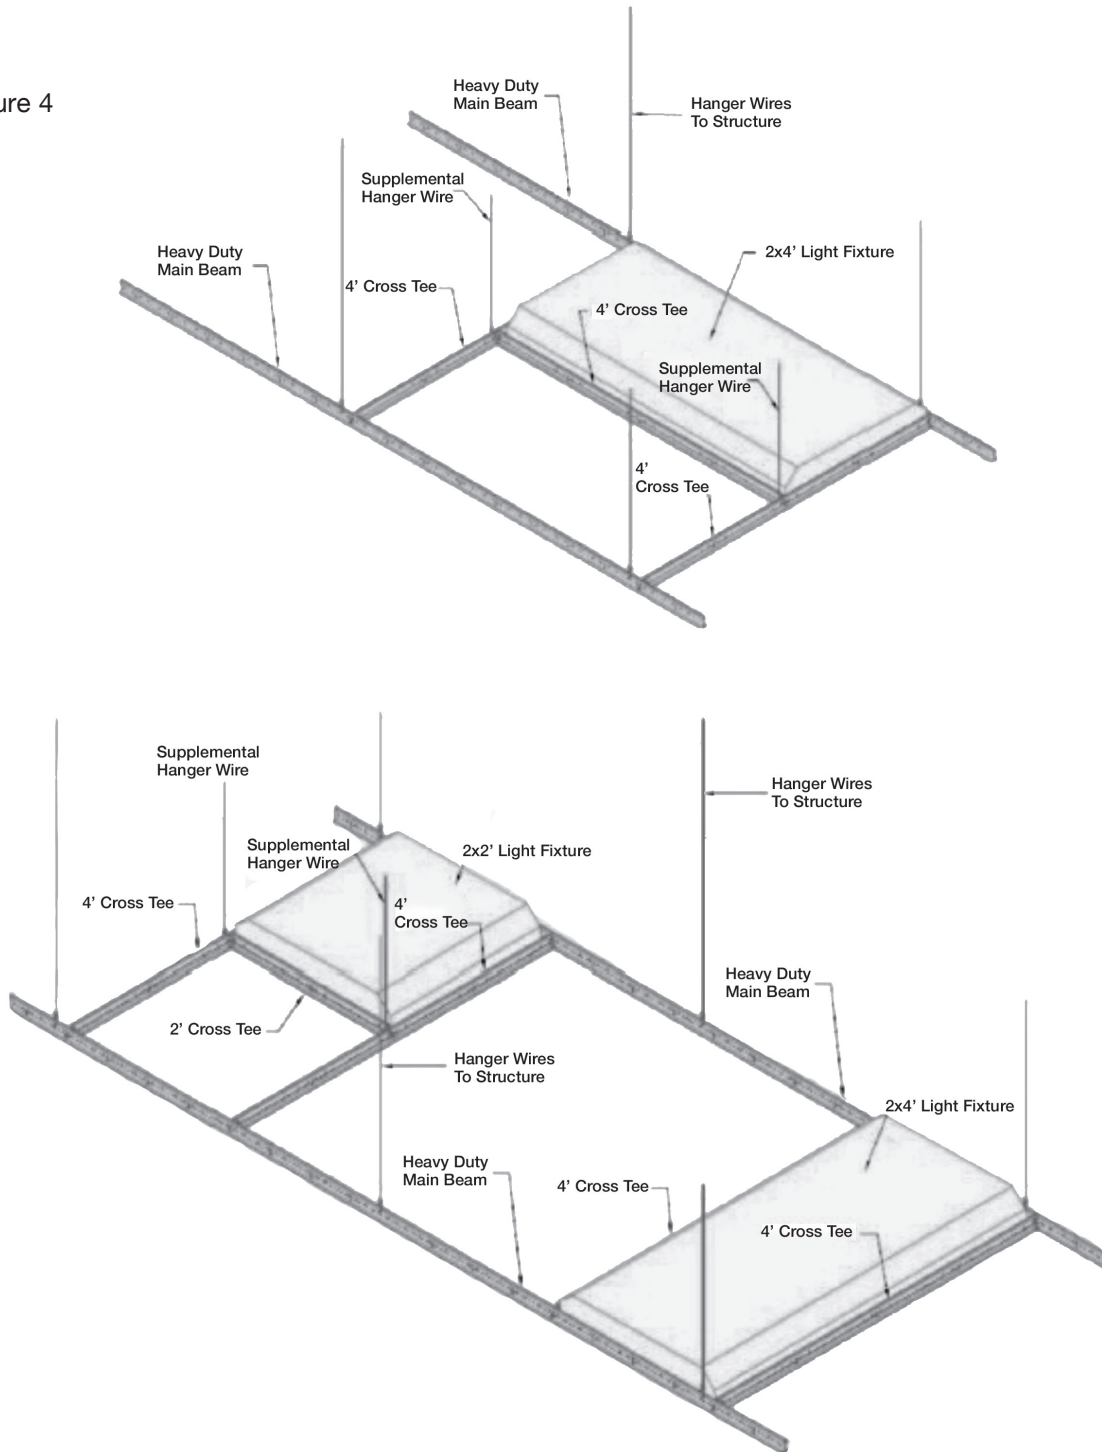 ure 4
Heavy Duty
Main Beam
Hanger Wires
To Structure
Supplemental
Hanger Wire
Heavy Duty
Main Beam
2x4’ Light Fixture
4’ Cross Tee
4’ Cross Tee
Supplemental
Hanger Wire
4’
Cross Tee
Supplemental
Hanger Wire
Hanger Wires
To Structure
Supplemental
Hanger Wire
2x2’ Light Fixture
4’ Cross Tee
4’
Cross Tee
Heavy Duty
Main Beam
2’ Cross Tee
Hanger Wires
To Structure
2x4’ Light Fixture
Heavy Duty
Main Beam
4’ Cross Tee
4’ Cross Tee